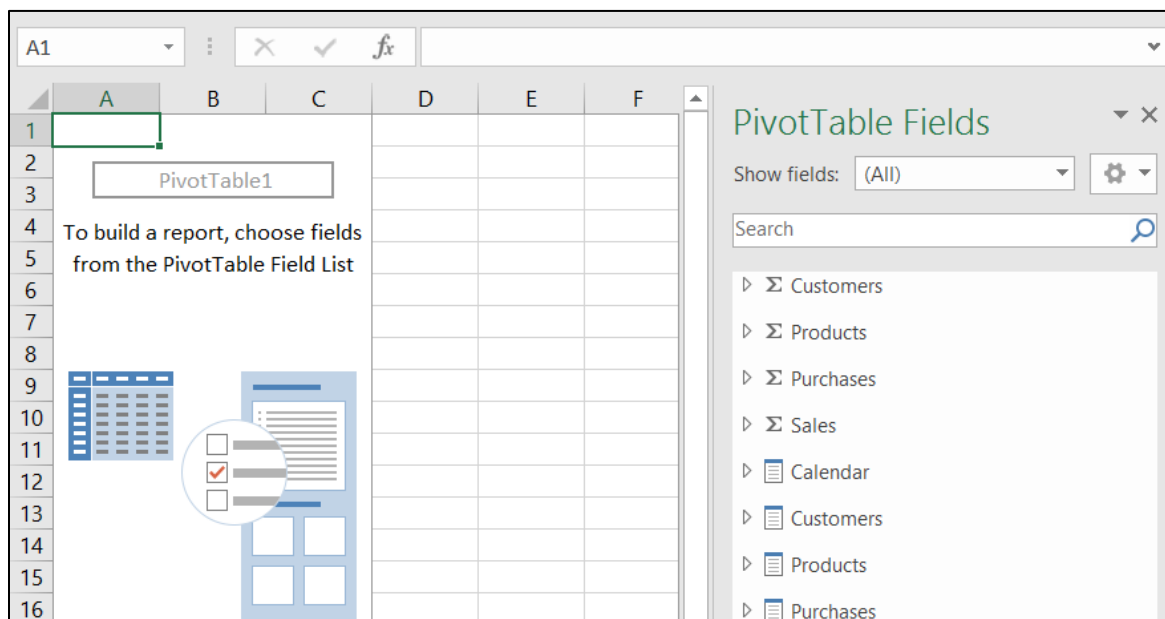 A1
fx
A B C D E F
1
2
3
4
5
6
7
8
9
10
11
12
13
14
15
16
PivotTable1
To build a report, choose fields
from the PivotTable Field List
PivotTable Fields
Show fields: (All)
Search
Σ Customers
Σ Products
Σ Purchases
Σ Sales
Calendar
Customers
Products
Purchases